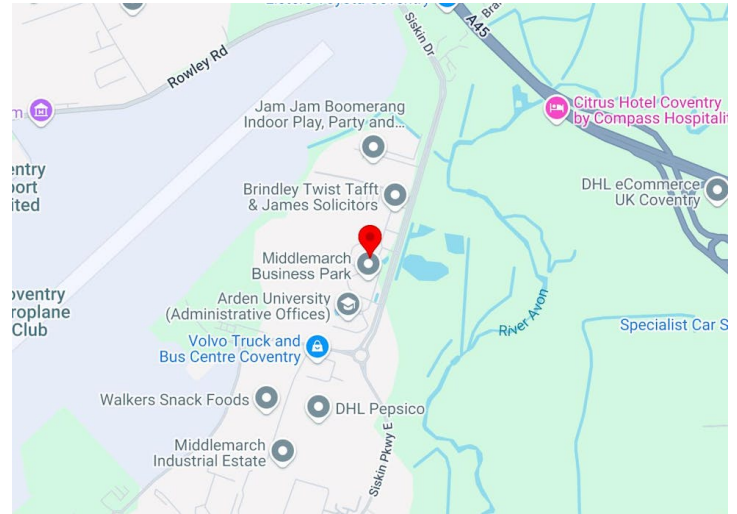 Siskin Dr
A45
Rowley Rd
Jam Jam Boomerang
Indoor Play, Party and...
Citrus Hotel Coventry
by Compass Hospitali
entry
port
ited
Brindley Twist Tafft
& James Solicitors
DHL eCommerce
UK Coventry
Middlemarch
Business Park
oventry
roplane
Club
Arden University
(Administrative Offices)
River Avon
Specialist Car S
Volvo Truck and
Bus Centre Coventry
Walkers Snack Foods
DHL Pepsico
Middlemarch
Industrial Estate
Siskin Pkwy E